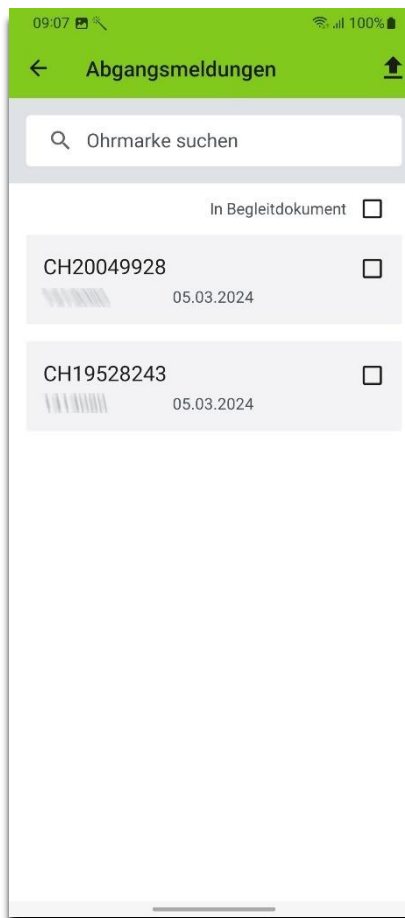 09:07 100%
Abgangsmeldungen
Ohrmarke suchen
In Begleitdokument
CH20049928
05.03.2024
CH19528243
05.03.2024